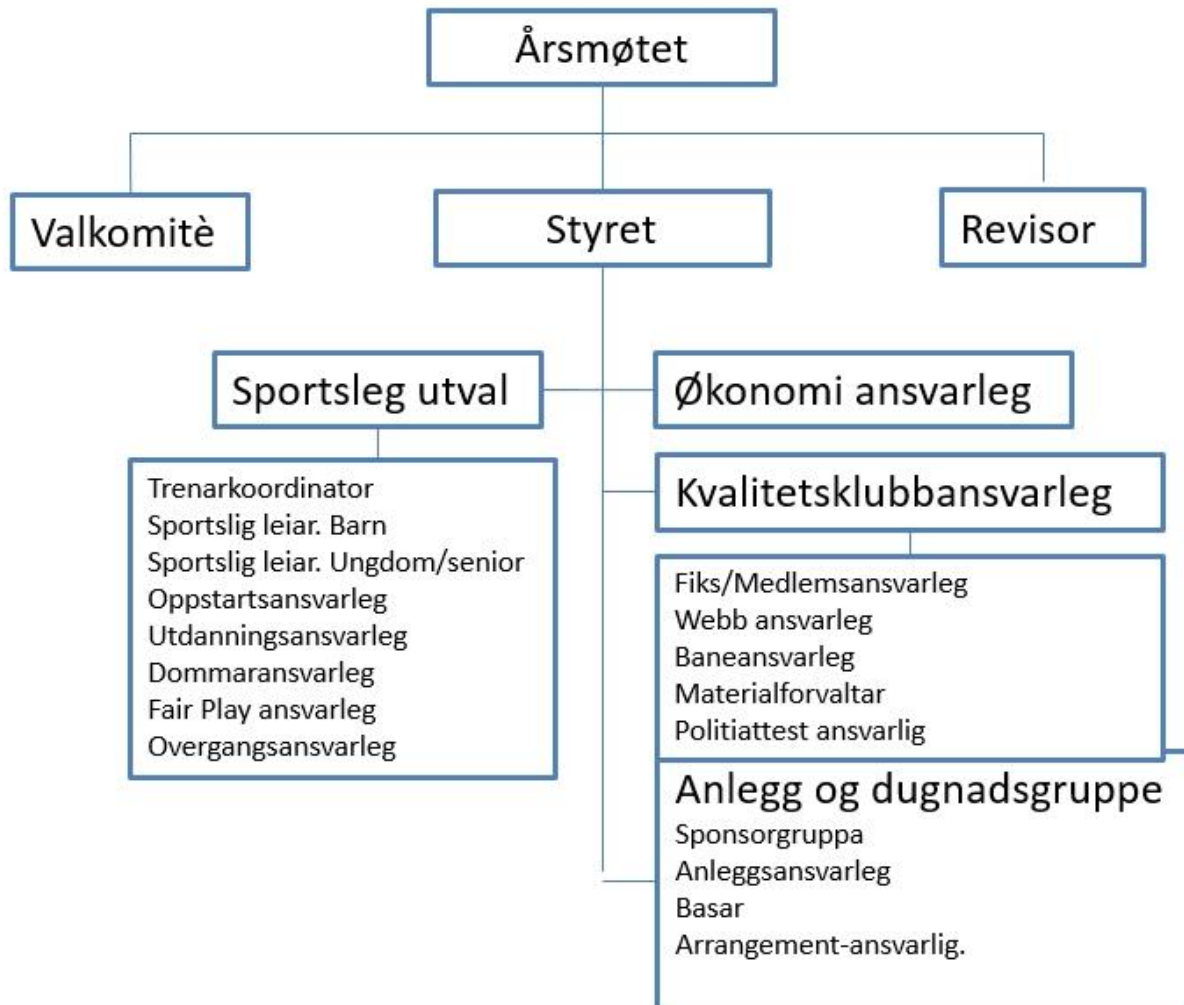 Årsmøtet
Valkomitè
Styret
Revisor
Sportsleg utval
Økonomi ansvarleg
Trenarkoordinator
Sportslig leiar. Barn
Sportslig leiar. Ungdom/senior
Oppstartsansvarleg
Utdanningsansvarleg
Dommaransvarleg
Fair Play ansvarleg
Overgangsansvarleg
Kvalitetsklubbansvarleg
Fiks/Medlemsansvarleg
Webb ansvarleg
Baneansvarleg
Materialforvaltar
Politiattest ansvarlig
Anlegg og dugnadsgruppe
Sponsorgruppa
Anleggsansvarleg
Basar
Arrangement-ansvarlig.